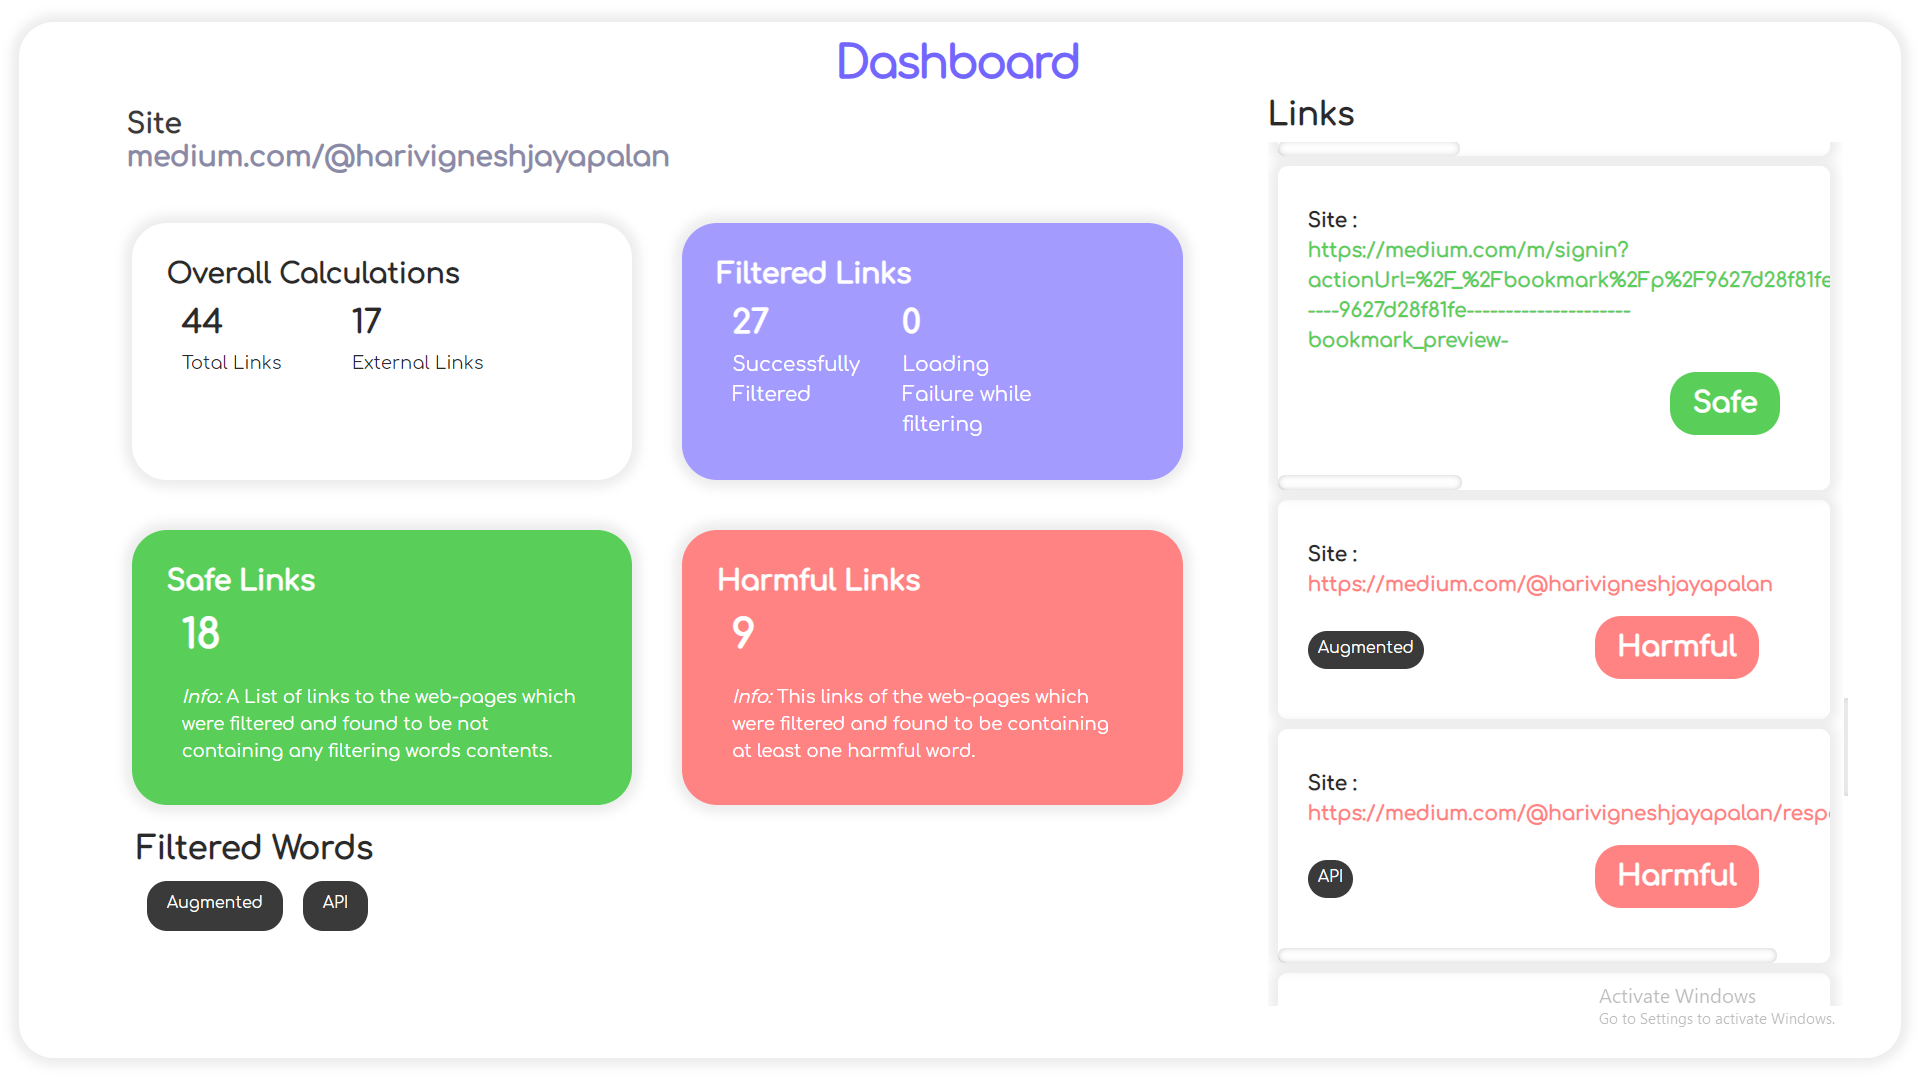 Dashboard
Site
medium.com/@harivigneshjayapalan
Overall Calculations
44
Total Links
17
External Links
Filtered Links
27
Successfully
Filtered
0
Loading
Failure while
filtering
Safe Links
18
Info: A List of links to the web-pages which
were filtered and found to be not
containing any filtering words contents.
Harmful Links
9
Info: This links of the web-pages which
were filtered and found to be containing
at least one harmful word.
Filtered Words
Augmented
API
Links
Site :
https://medium.com/m/signin?
actionUrl=%2F_%2Fbookmark%2Fp%2F9627d28f81fe
----9627d28f81fe---------------------
bookmark_preview-
Safe
Site :
https://medium.com/@harivigneshjayapalan
Augmented
Harmful
Site :
https://medium.com/@harivigneshjayapalan/resp
API
Harmful
Activate Windows
Go to Settings to activate Windows.